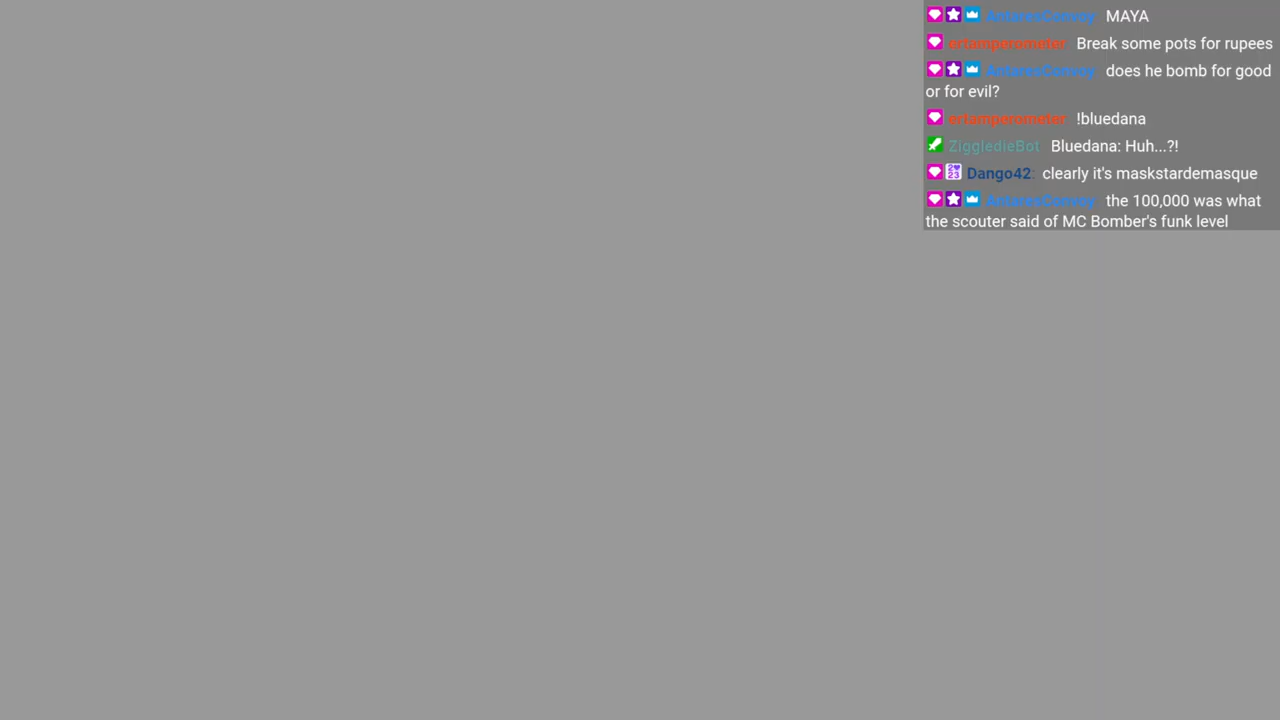 AntaresConvoy: MAYA
ertamperometer: Break some pots for rupees
AntaresConvoy: does he bomb for good
or for evil?
ertamperometer: !bluedana
ZiggledieBot: Bluedana: Huh...?!
Dango42: clearly it's maskstardemasque
AntaresConvoy: the 100,000 was what
the scouter said of MC Bomber's funk level